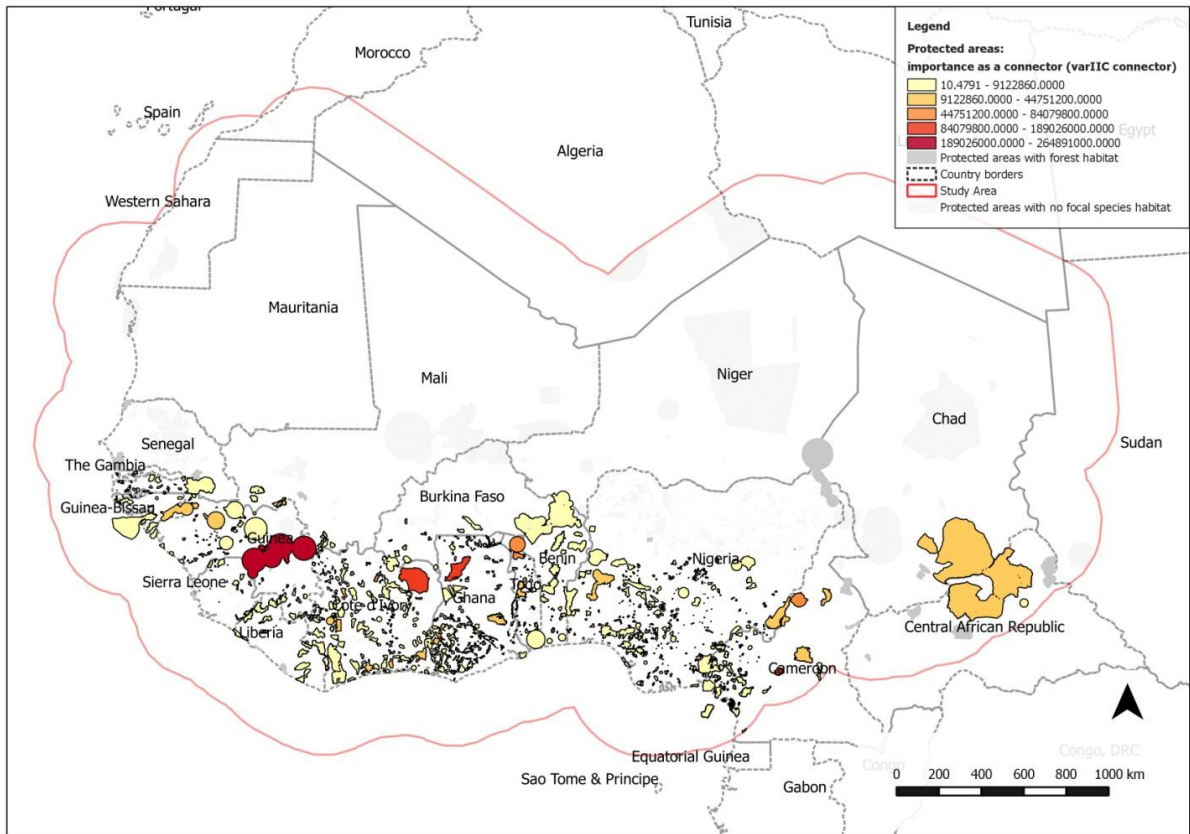 Portugal
Tunisia
Morocco
Spain
Algeria
Western Sahara
Mauritania
Mali
Niger
Chad
Senegal
The Gambia
Sudan
Guinea-Bissau
Burkina Faso
Guinea
Benin
Nigeria
Sierra Leone
Togo
Cote d'Ivory
Ghana
Liberia
Central African Republic
Cameroon
Equatorial Guinea
Sao Tome & Principe
Gabon
Congo
Congo, DRC
Egypt
Legend
Protected areas:
importance as a connector (varIIC connector)
10.4791 - 9122860.0000
9122860.0000 - 44751200.0000
44751200.0000 - 84079800.0000
84079800.0000 - 189026000.0000
189026000.0000 - 264891000.0000
Protected areas with forest habitat
Country borders
Study Area
Protected areas with no focal species habitat
0 200 400 600 800 1000 km